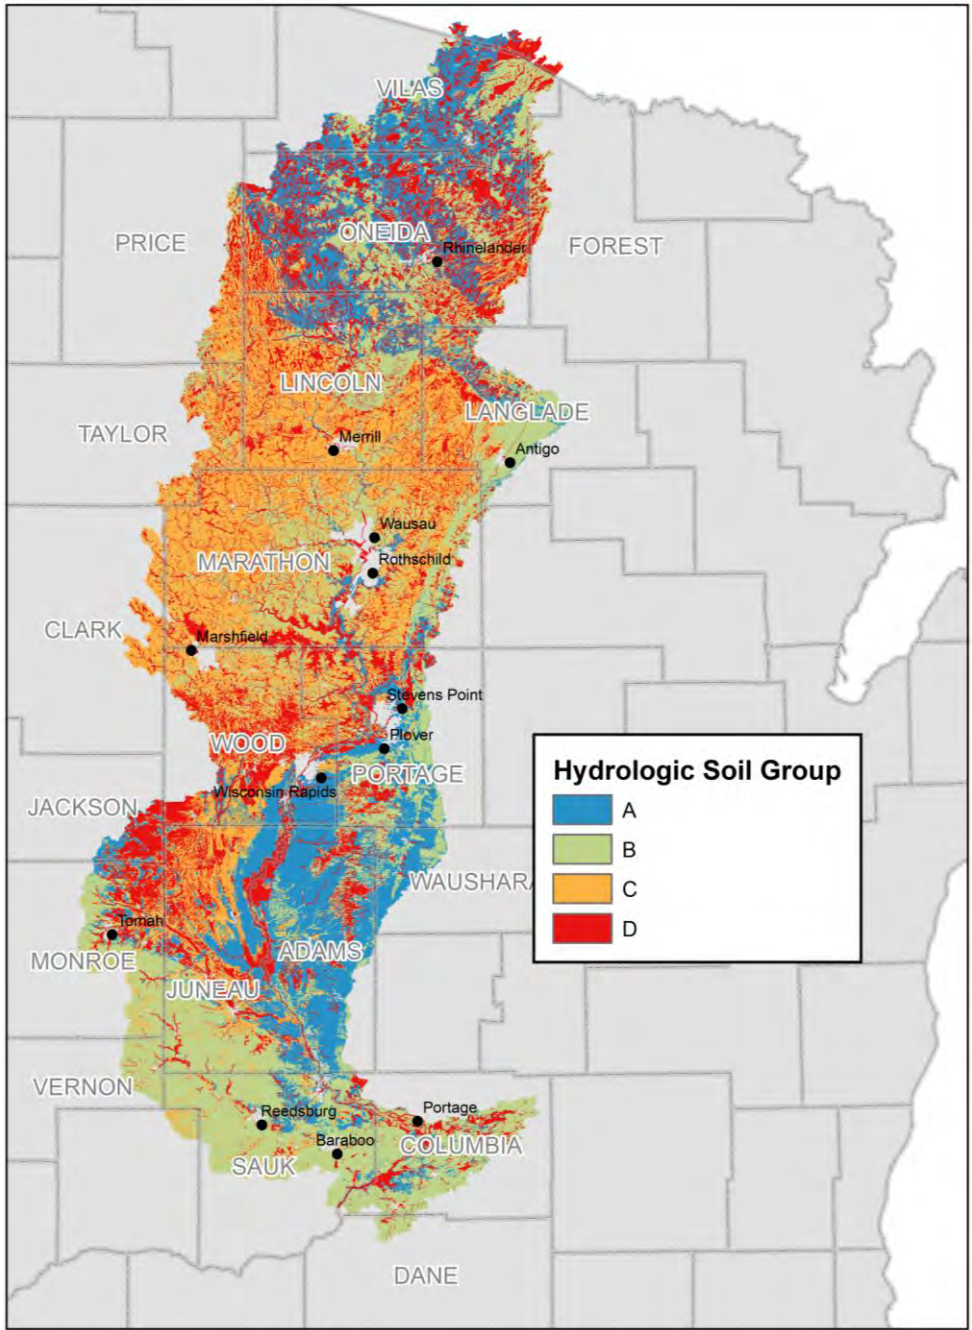 VILAS
PRICE
ONEIDA
FOREST
Rhinelander
LINCOLN
LANGLADE
TAYLOR
Merrill
Antigo
Wausau
MARATHON
Rothschild
CLARK
Marshfield
Stevens Point
Plover
WOOD
PORTAGE
Wisconsin Rapids
JACKSON
Hydrologic Soil Group
A
B
C
D
WAUSHARA
Tomah
MONROE
ADAMS
JUNEAU
VERNON
Reedsburg
Portage
Baraboo
COLUMBIA
SAUK
DANE